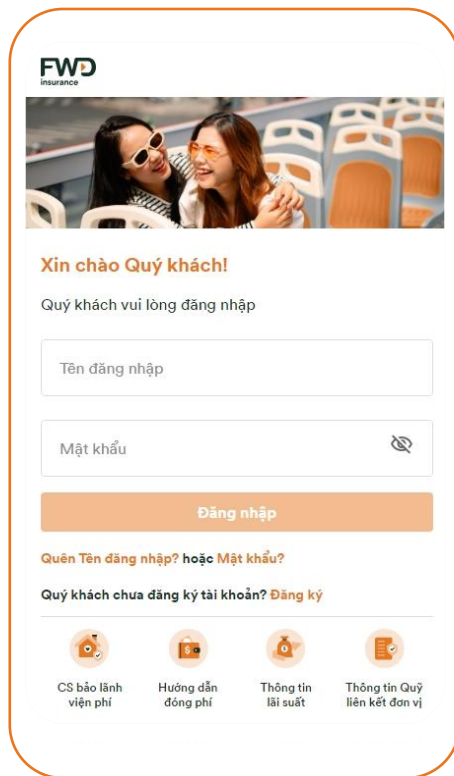 FWD
insurance
Xin chào Quý khách!
Quý khách vui lòng đăng nhập
Tên đăng nhập
Mật khẩu
Đăng nhập
Quên Tên đăng nhập? hoặc Mật khẩu?
Quý khách chưa đăng ký tài khoản? Đăng ký
CS bảo lãnh viện phí
Hướng dẫn đóng phí
Thông tin lãi suất
Thông tin Quỹ liên kết đơn vị